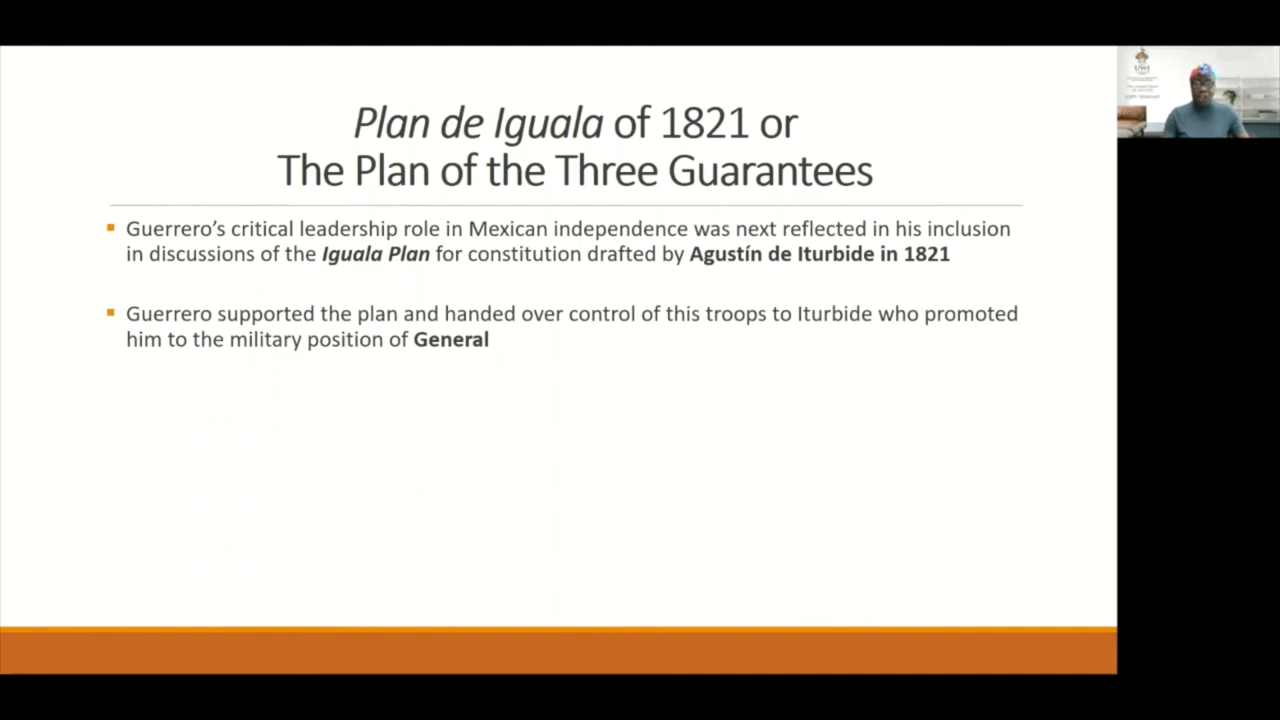 Plan de Iguala of 1821 or
The Plan of the Three Guarantees
Guerrero’s critical leadership role in Mexican independence was next reflected in his inclusion
in discussions of the Iguala Plan for constitution drafted by Agustín de Iturbide in 1821
Guerrero supported the plan and handed over control of this troops to Iturbide who promoted
him to the military position of General
UWI